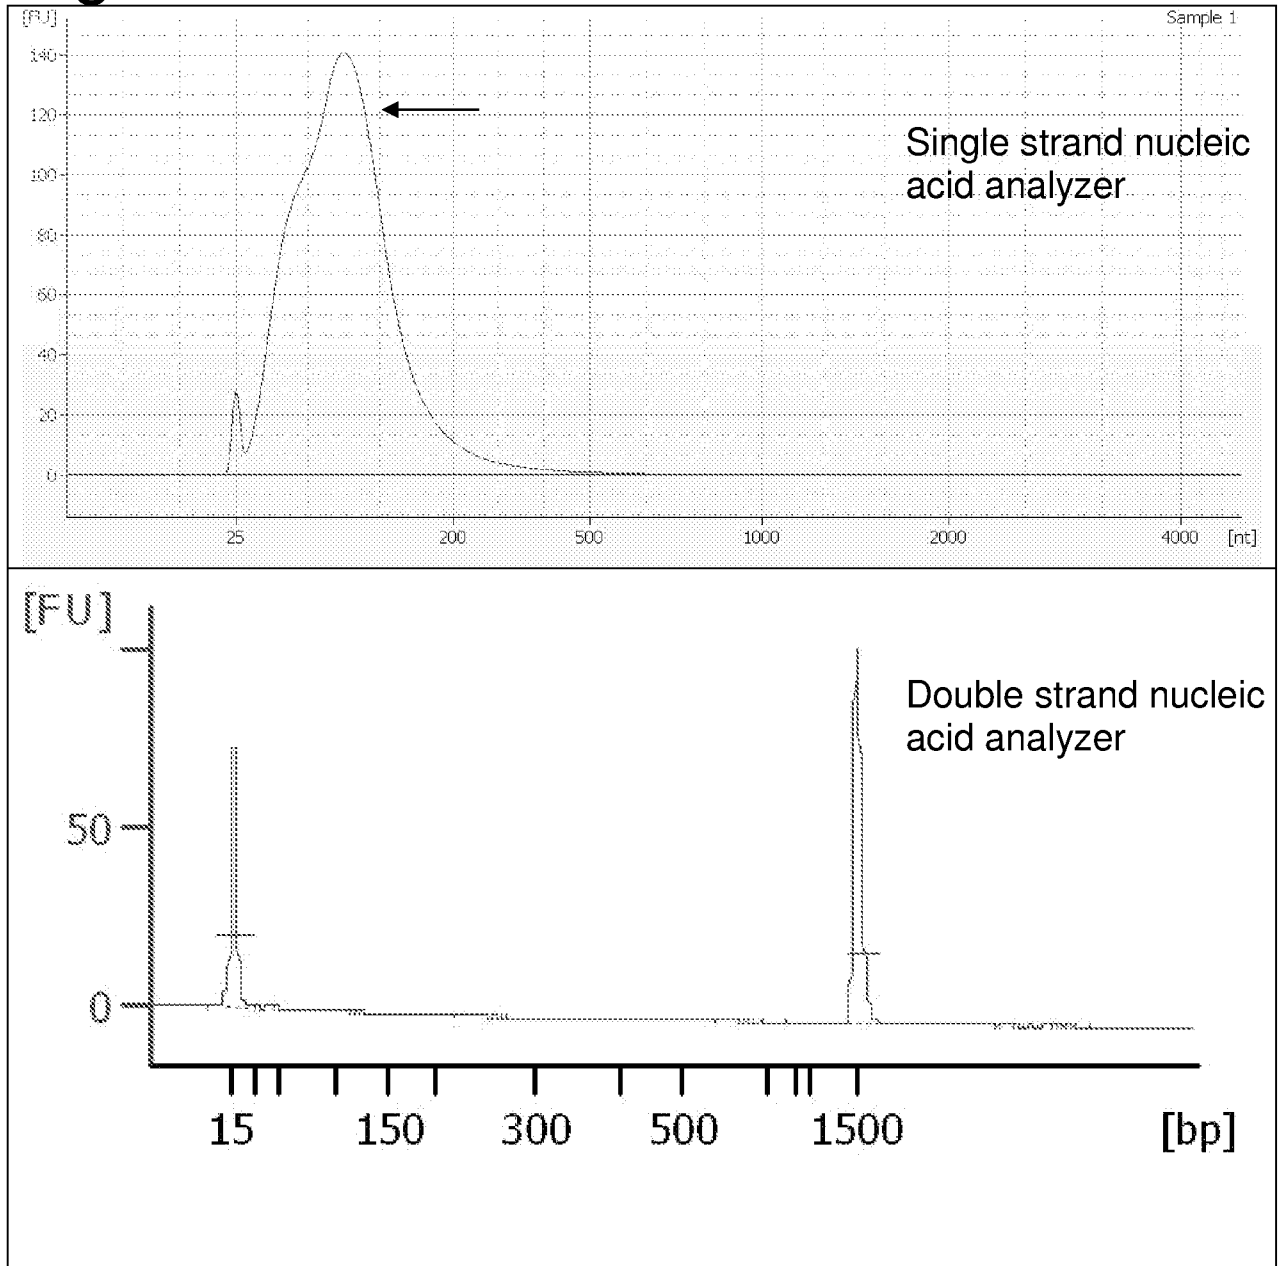 [FU]
Sample 1
140
120
Single strand nucleic
acid analyzer
100
80
60
40
20
0
25 200 500 1000 2000 4000 [nt]
[FU]
Double strand nucleic
acid analyzer
50
0
15 150 300 500 1500 [bp]